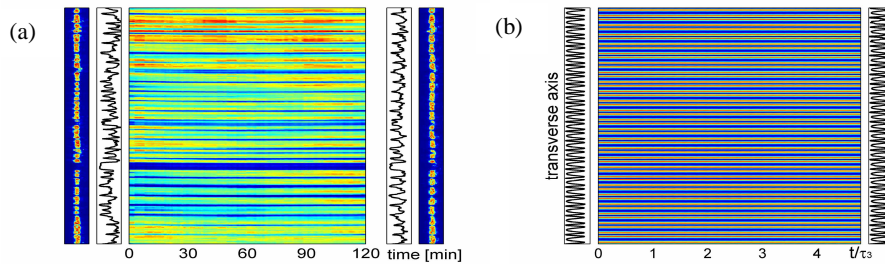 (a)
0 30 60 90 120
time [min]
(b)
transverse axis
0 1 2 3 4 t/τ₃